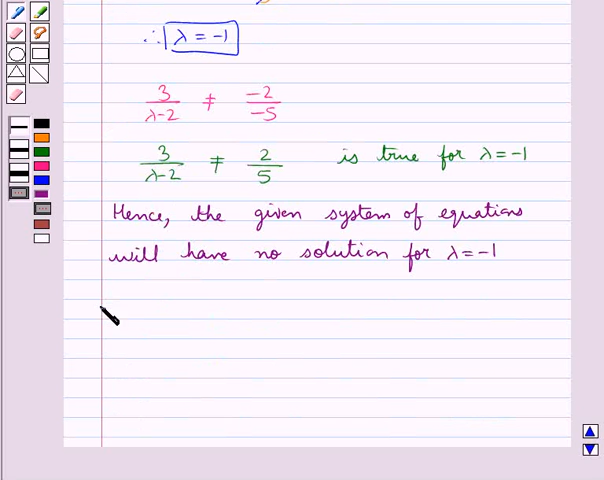 ∴ λ = -1
3/(λ-2) ≠ -2/-5
3/(λ-2) ≠ 2/5 is true for λ = -1
Hence, the given system of equations
will have no solution for λ = -1